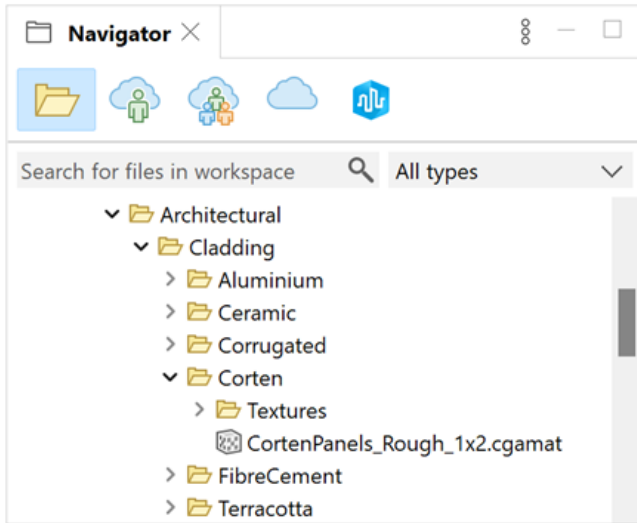 Navigator
Search for files in workspace All types
Architectural
Cladding
Aluminium
Ceramic
Corrugated
Corten
Textures
CortenPanels_Rough_1x2.cgamat
FibreCement
Terracotta